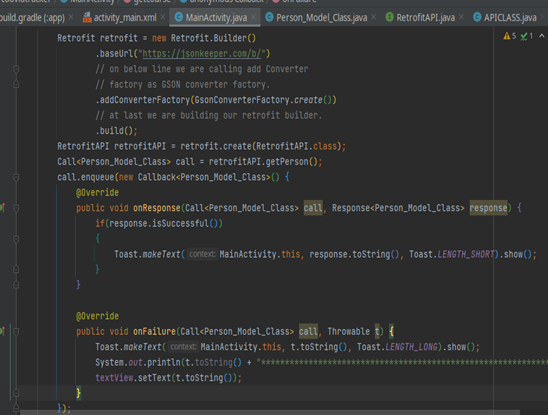 build.gradle (:app) activity_main.xml MainActivity.java Person_Model_Class.java RetrofitAPI.java APICLASS.java
Retrofit retrofit = new Retrofit.Builder() 5 1
.baseUrl("https://jsonkeeper.com/b/")
// on below line we are calling add Converter
// factory as GSON converter factory.
.addConverterFactory(GsonConverterFactory.create())
// at last we are building our retrofit builder.
.build();
RetrofitAPI retrofitAPI = retrofit.create(RetrofitAPI.class);
Call<Person_Model_Class> call = retrofitAPI.getPerson();
call.enqueue(new Callback<Person_Model_Class>() {
@Override
public void onResponse(Call<Person_Model_Class> call, Response<Person_Model_Class> response) {
if(response.isSuccessful())
{
Toast.makeText( context: MainActivity.this, response.toString(), Toast.LENGTH_SHORT).show();
}
}
@Override
public void onFailure(Call<Person_Model_Class> call, Throwable t) {
Toast.makeText( context: MainActivity.this, t.toString(), Toast.LENGTH_LONG).show();
System.out.println(t.toString() + "************************************************************
textView.setText(t.toString());
}
});